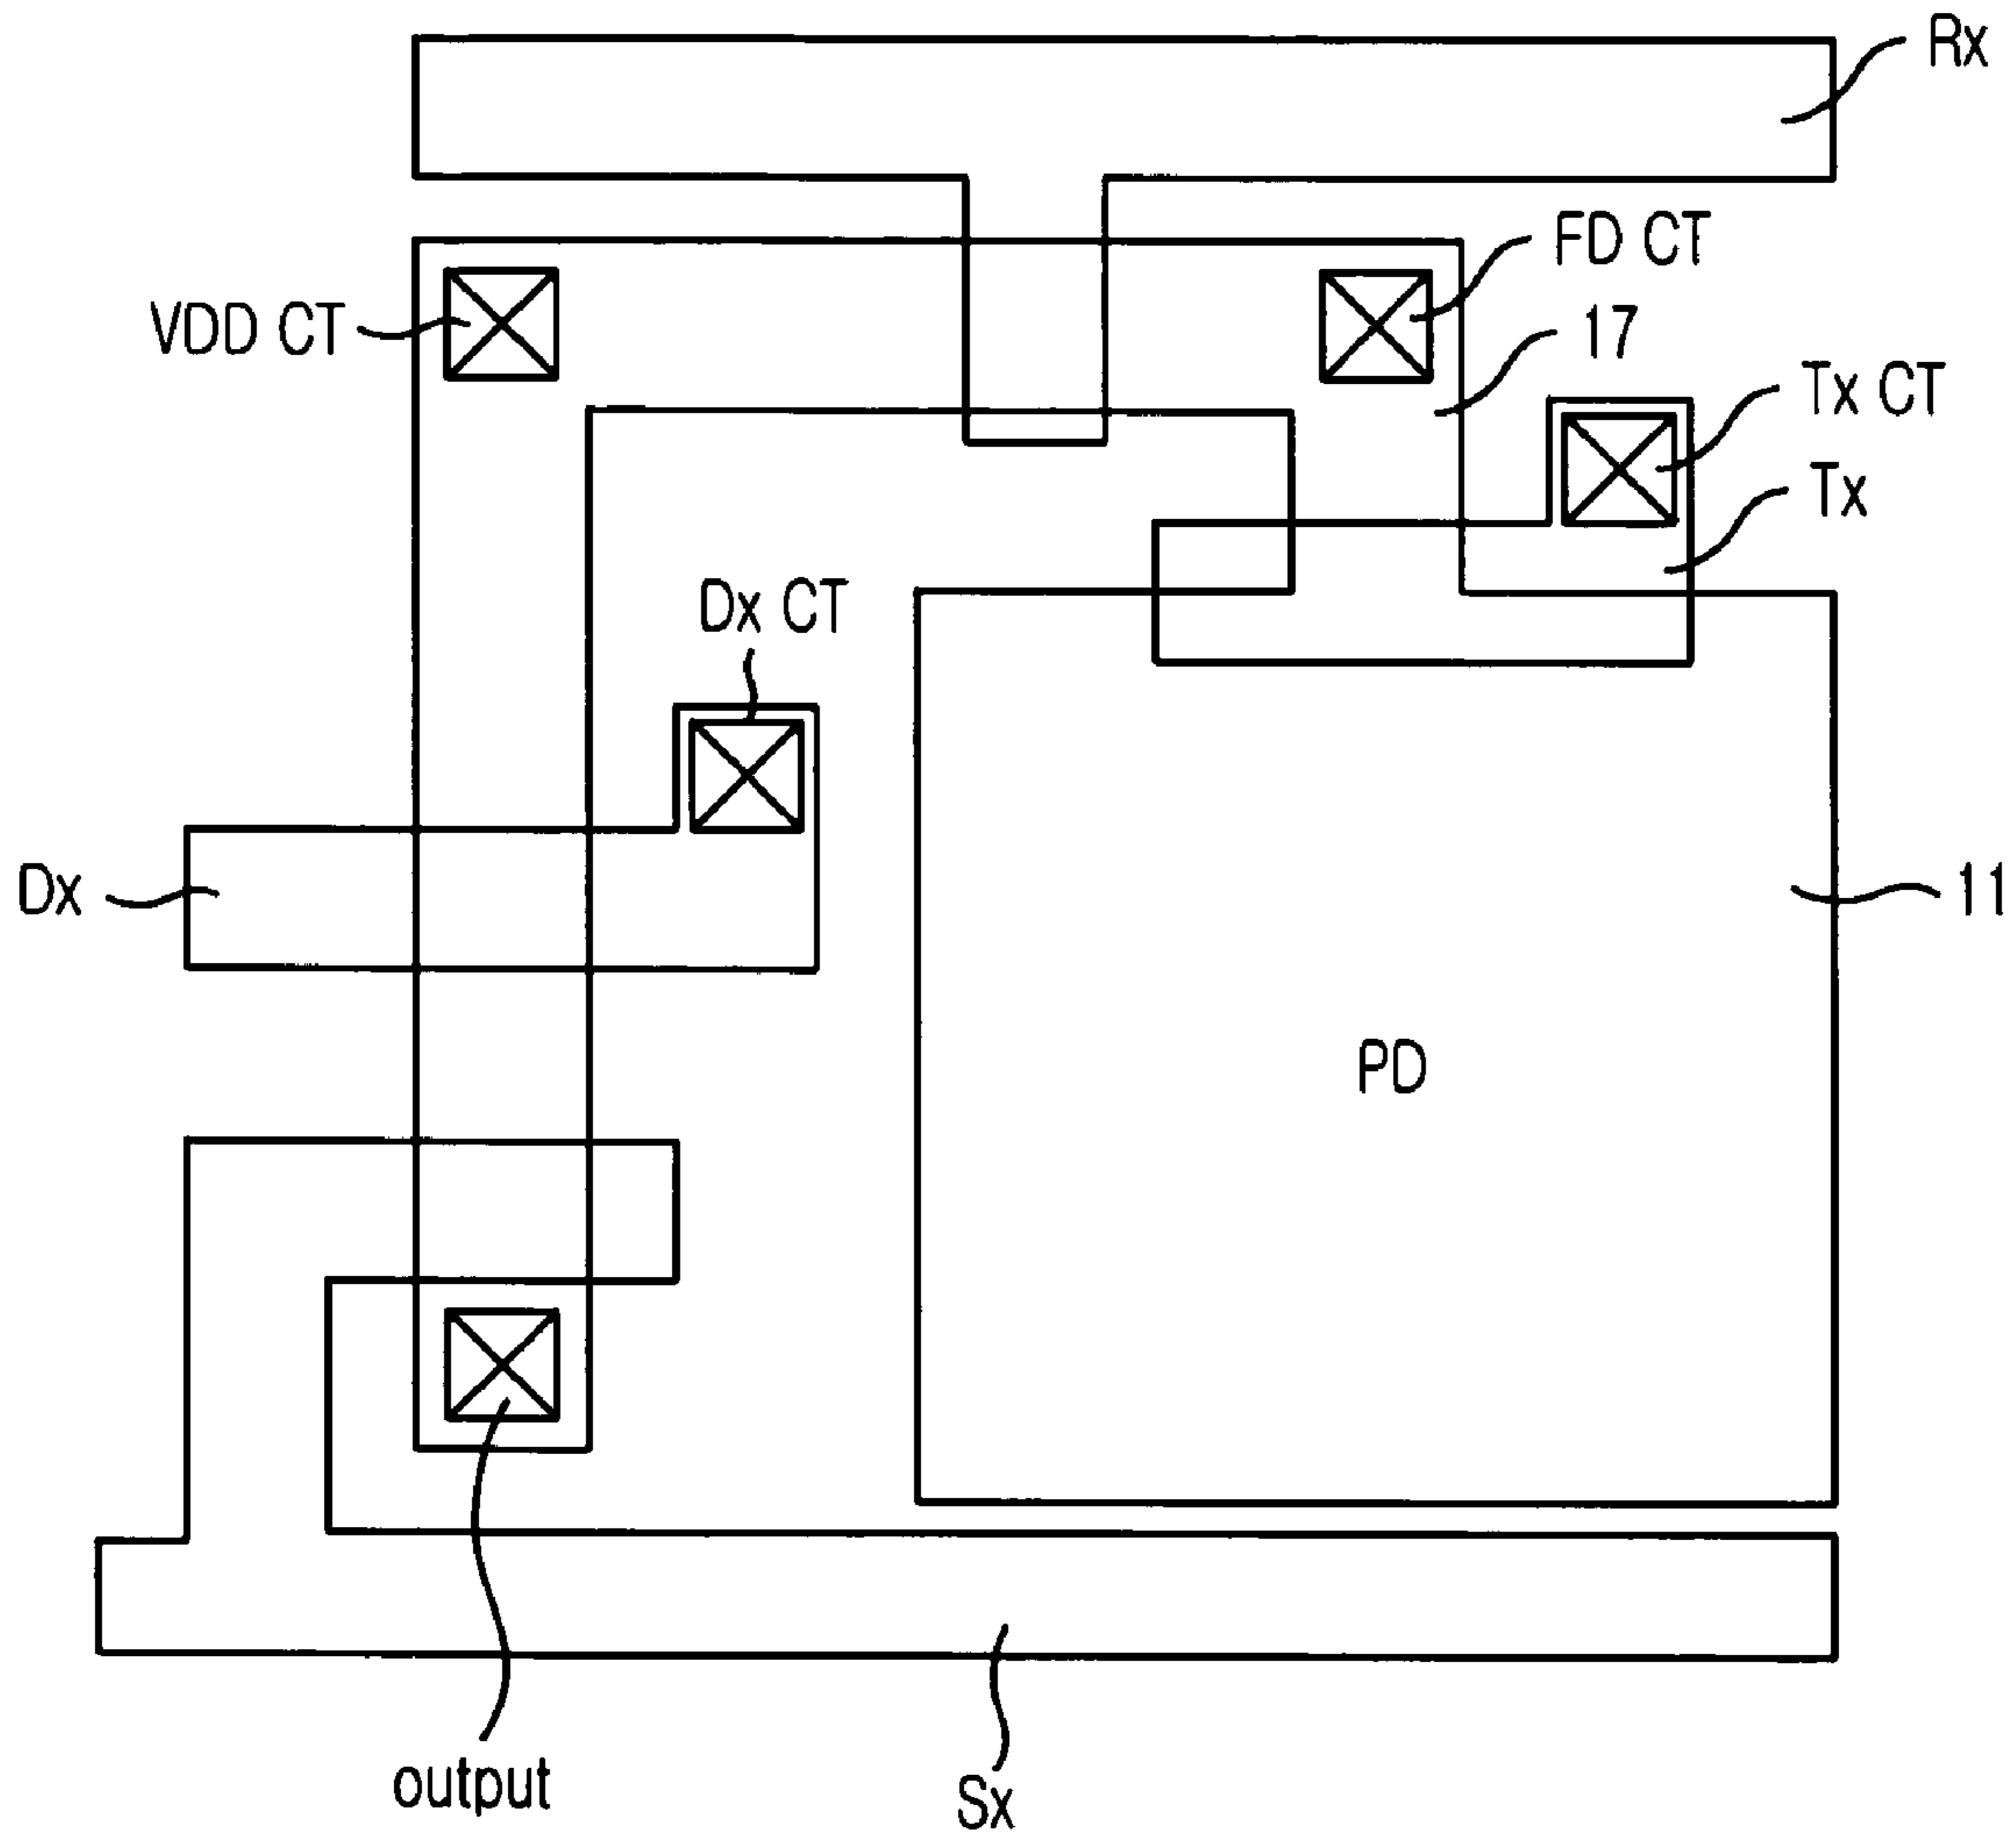 Rx
FD CT
VDD CT
17
Tx CT
Tx
Dx CT
Dx
11
PD
output
Sx